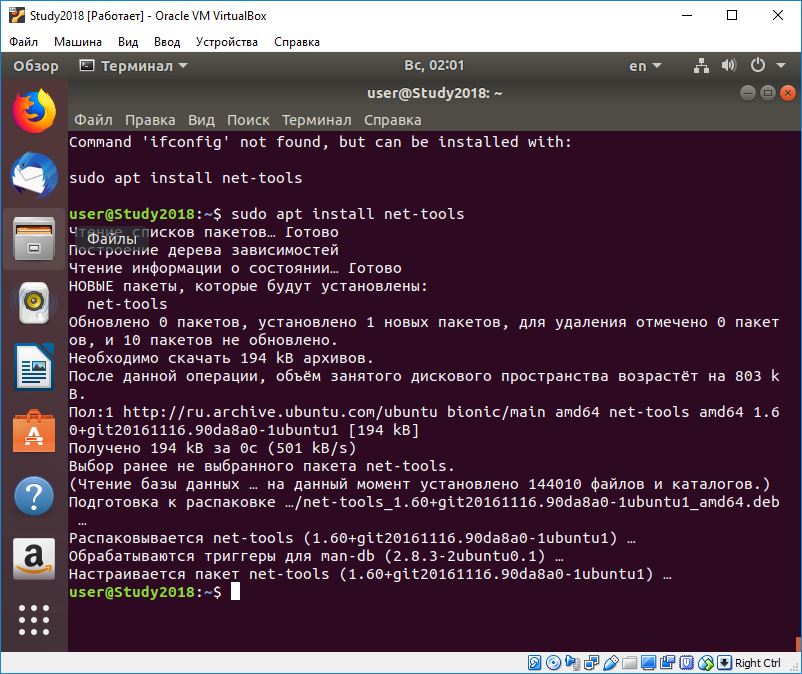 Study2018 [Работает] - Oracle VM VirtualBox
Файл Машина Вид Ввод Устройства Справка
Обзор Терминал Вс, 02:01 en
user@Study2018: ~
Файл Правка Вид Поиск Терминал Справка
Command 'ifconfig' not found, but can be installed with:
sudo apt install net-tools
user@Study2018:~$ sudo apt install net-tools
Чтение списков пакетов… Готово
Файлы
Построение дерева зависимостей
Чтение информации о состоянии… Готово
НОВЫЕ пакеты, которые будут установлены:
net-tools
Обновлено 0 пакетов, установлено 1 новых пакетов, для удаления отмечено 0 пакет
ов, и 10 пакетов не обновлено.
Необходимо скачать 194 kB архивов.
После данной операции, объём занятого дискового пространства возрастёт на 803 k
B.
Пол:1 http://ru.archive.ubuntu.com/ubuntu bionic/main amd64 net-tools amd64 1.6
0+git20161116.90da8a0-1ubuntu1 [194 kB]
Получено 194 kB за 0с (501 kB/s)
Выбор ранее не выбранного пакета net-tools.
(Чтение базы данных … на данный момент установлено 144010 файлов и каталогов.)
Подготовка к распаковке …/net-tools_1.60+git20161116.90da8a0-1ubuntu1_amd64.deb
…
Распаковывается net-tools (1.60+git20161116.90da8a0-1ubuntu1) …
Обрабатываются триггеры для man-db (2.8.3-2ubuntu0.1) …
Настраивается пакет net-tools (1.60+git20161116.90da8a0-1ubuntu1) …
user@Study2018:~$
Right Ctrl